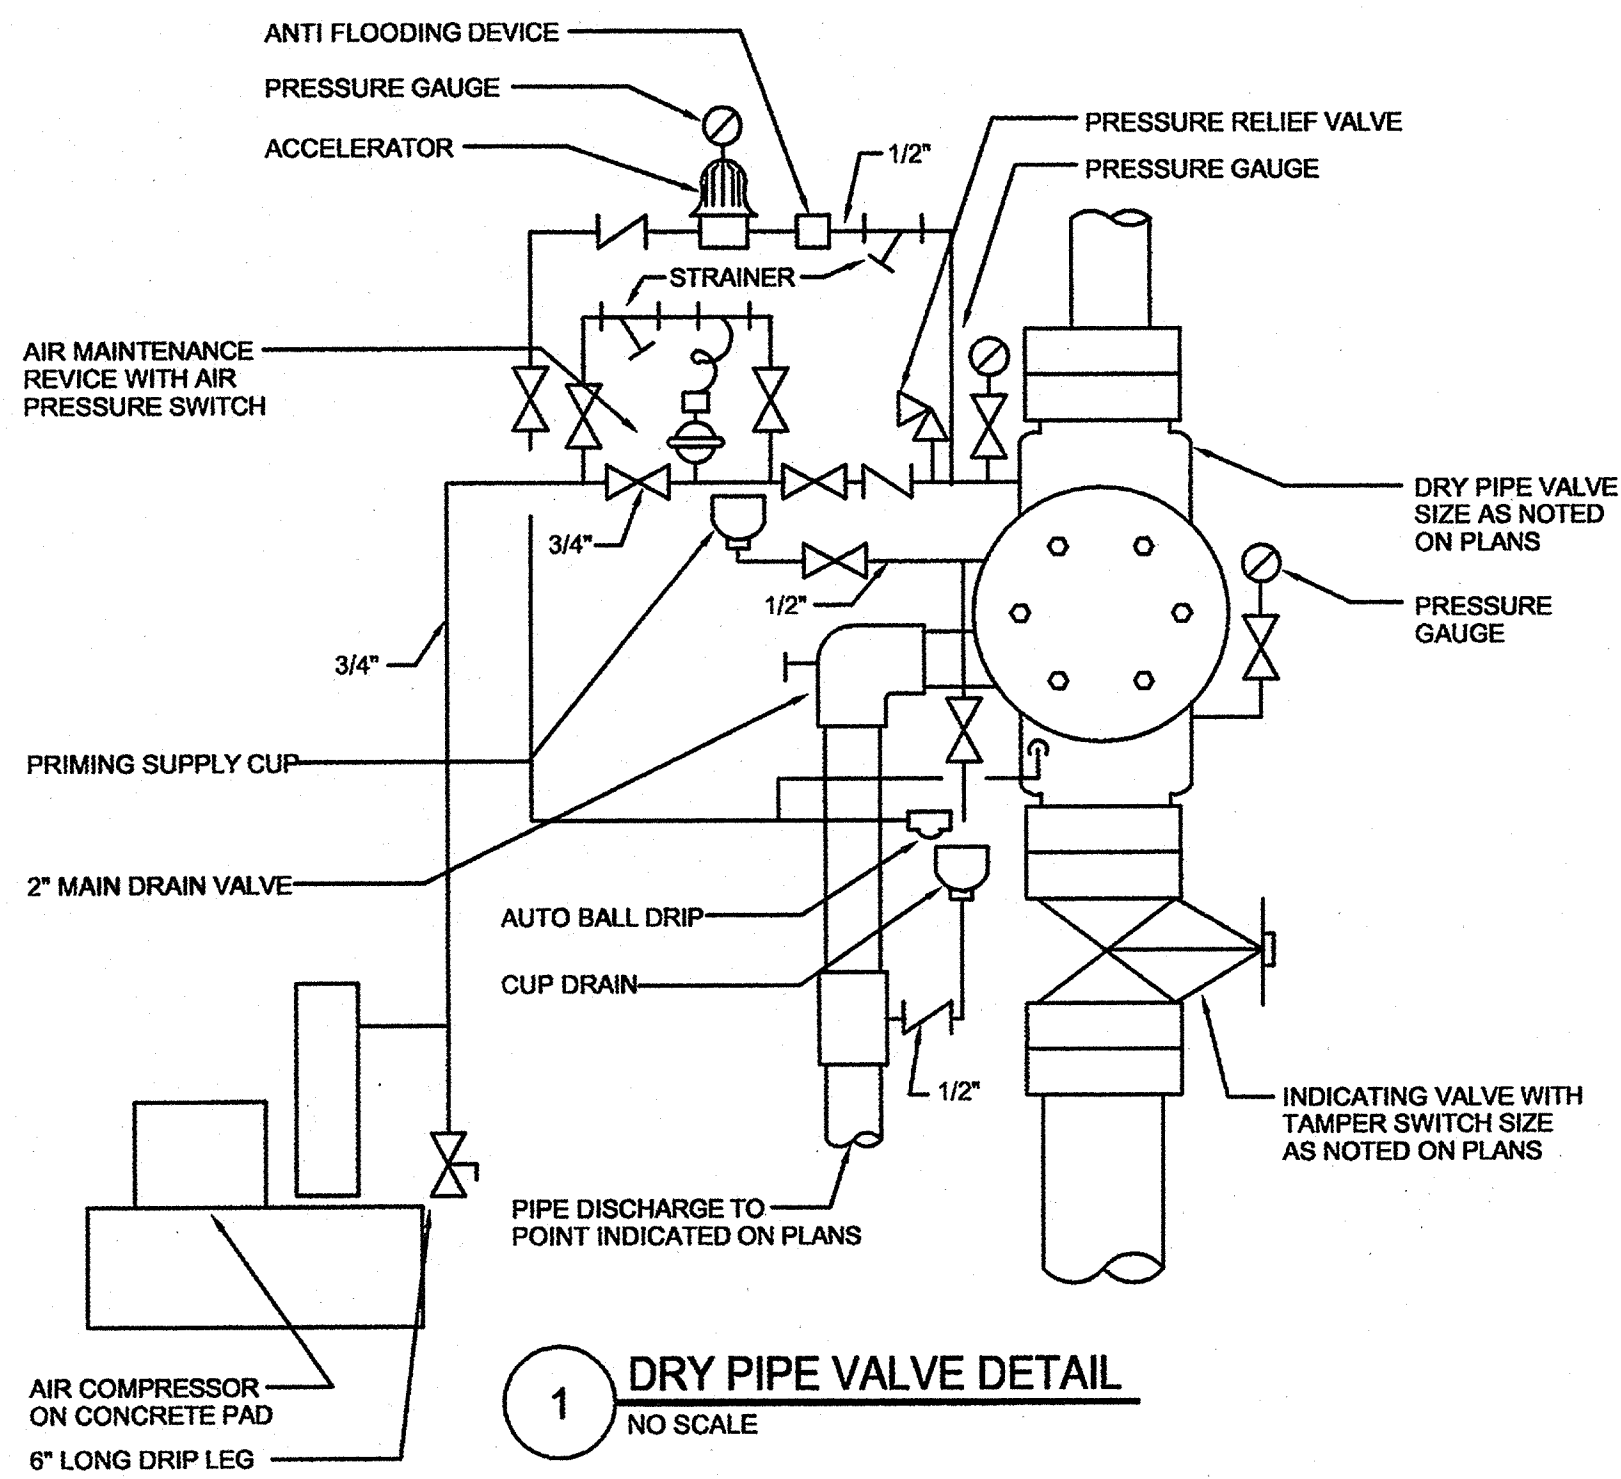 ANTI FLOODING DEVICE
PRESSURE GAUGE
ACCELERATOR
1/2"
PRESSURE RELIEF VALVE
PRESSURE GAUGE
STRAINER
AIR MAINTENANCE
REVICE WITH AIR
PRESSURE SWITCH
DRY PIPE VALVE
SIZE AS NOTED
ON PLANS
3/4"
1/2"
PRESSURE
GAUGE
3/4"
PRIMING SUPPLY CUP
2" MAIN DRAIN VALVE
AUTO BALL DRIP
CUP DRAIN
1/2"
INDICATING VALVE WITH
TAMPER SWITCH SIZE
AS NOTED ON PLANS
PIPE DISCHARGE TO
POINT INDICATED ON PLANS
AIR COMPRESSOR
ON CONCRETE PAD
6" LONG DRIP LEG
1
DRY PIPE VALVE DETAIL
NO SCALE